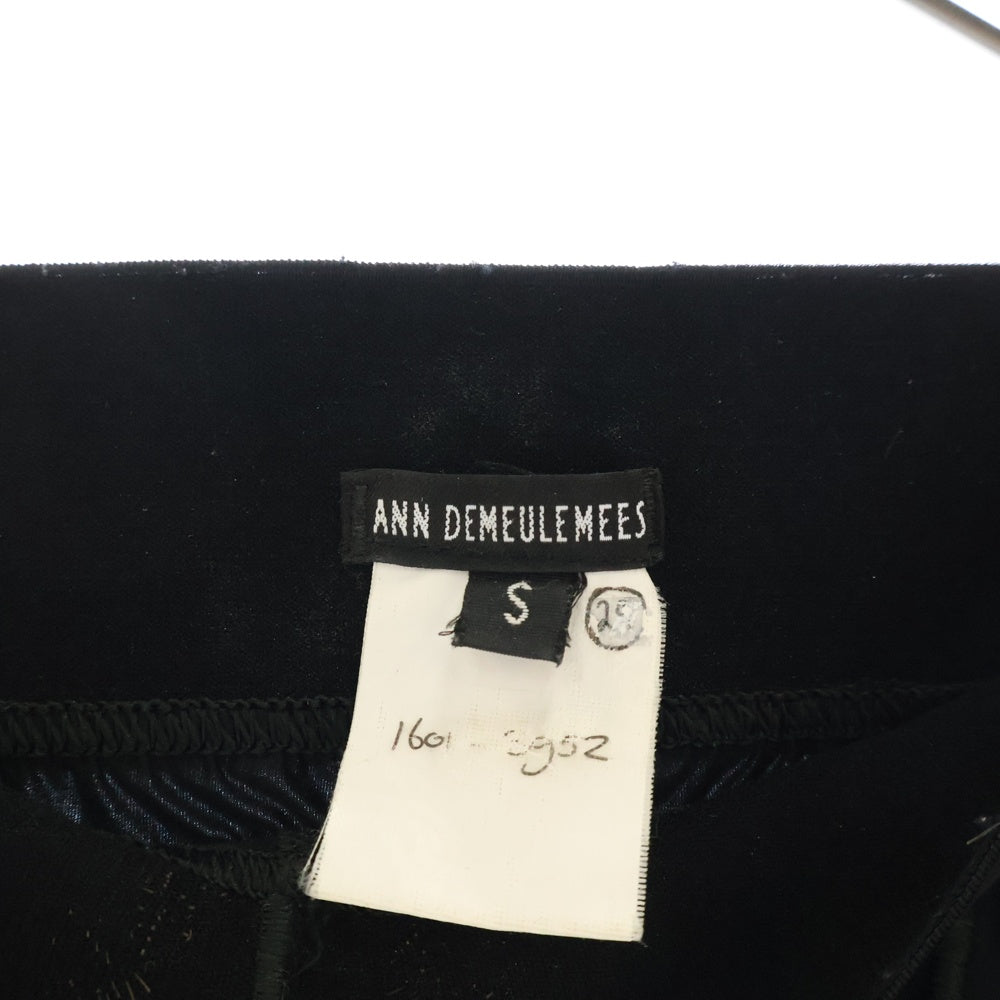 ANN DEMEULEMEES
S
1601 - 3952